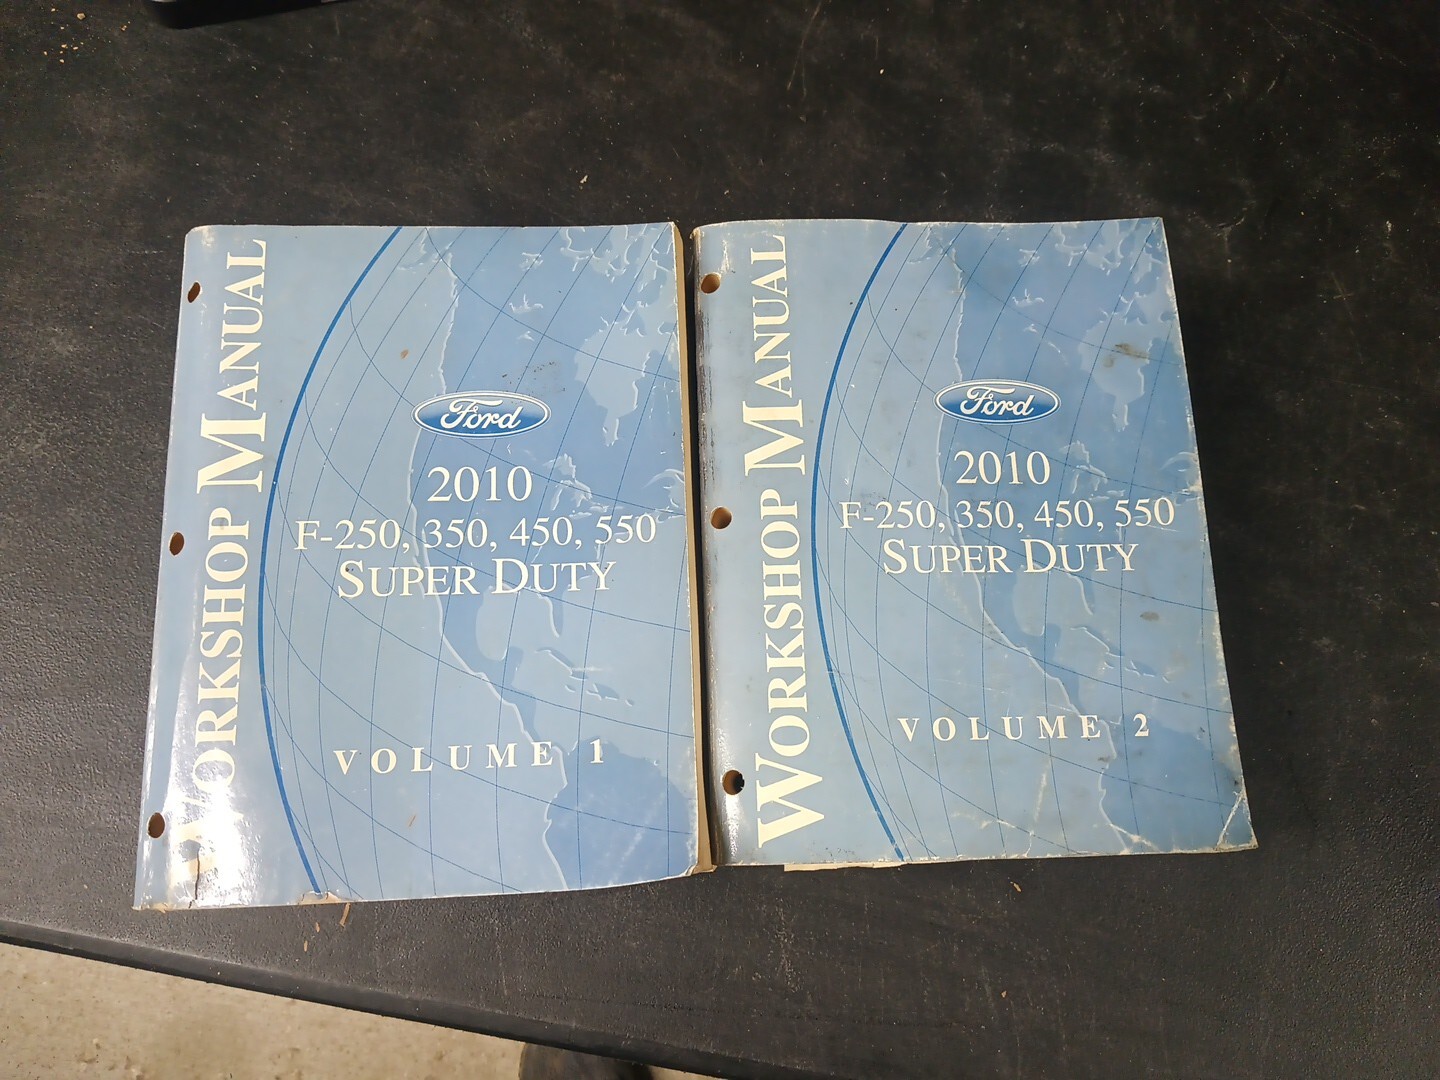 WORKSHOP MANUAL
Ford
2010
F-250, 350, 450, 550
SUPER DUTY
VOLUME 1
WORKSHOP MANUAL
Ford
2010
F-250, 350, 450, 550
SUPER DUTY
VOLUME 2